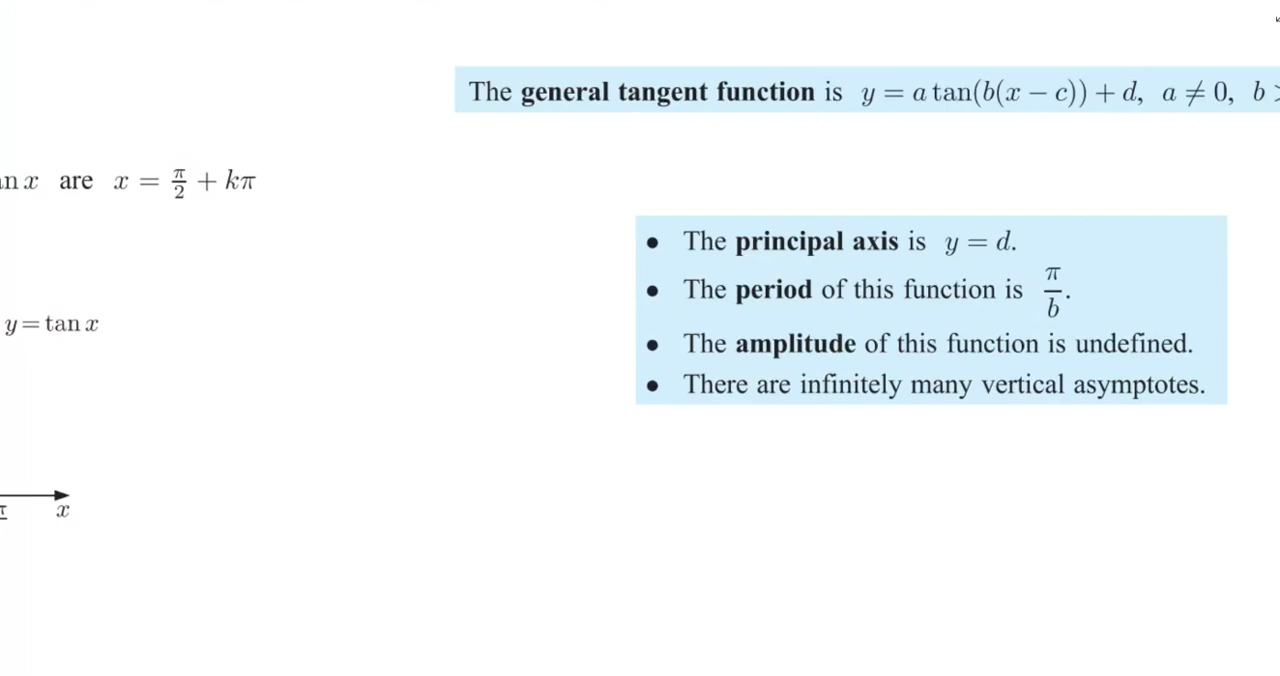 The general tangent function is y = a tan(b(x − c)) + d, a ≠ 0, b >
x are x = π/2 + kπ
y = tan x
x
• The principal axis is y = d.
• The period of this function is π/b.
• The amplitude of this function is undefined.
• There are infinitely many vertical asymptotes.